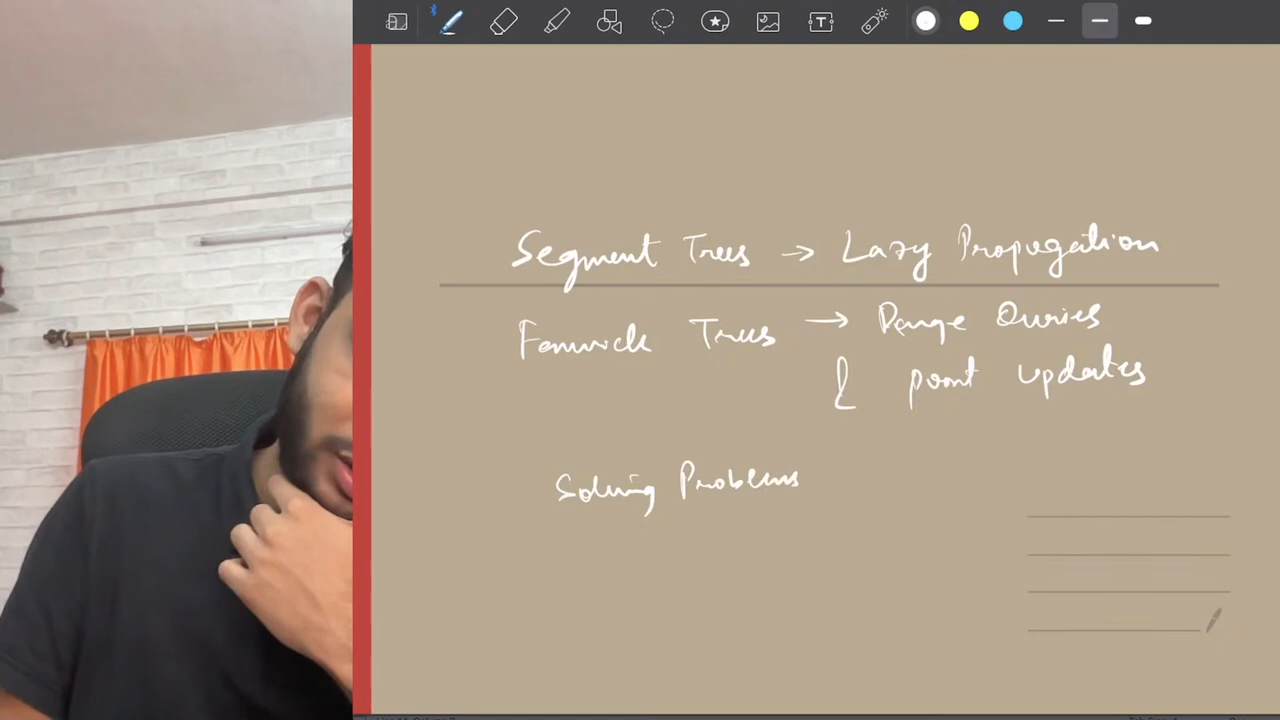 Segment Trees → Lazy Propagation
Fenwick Trees → Range Queries
& point updates
Solving Problems